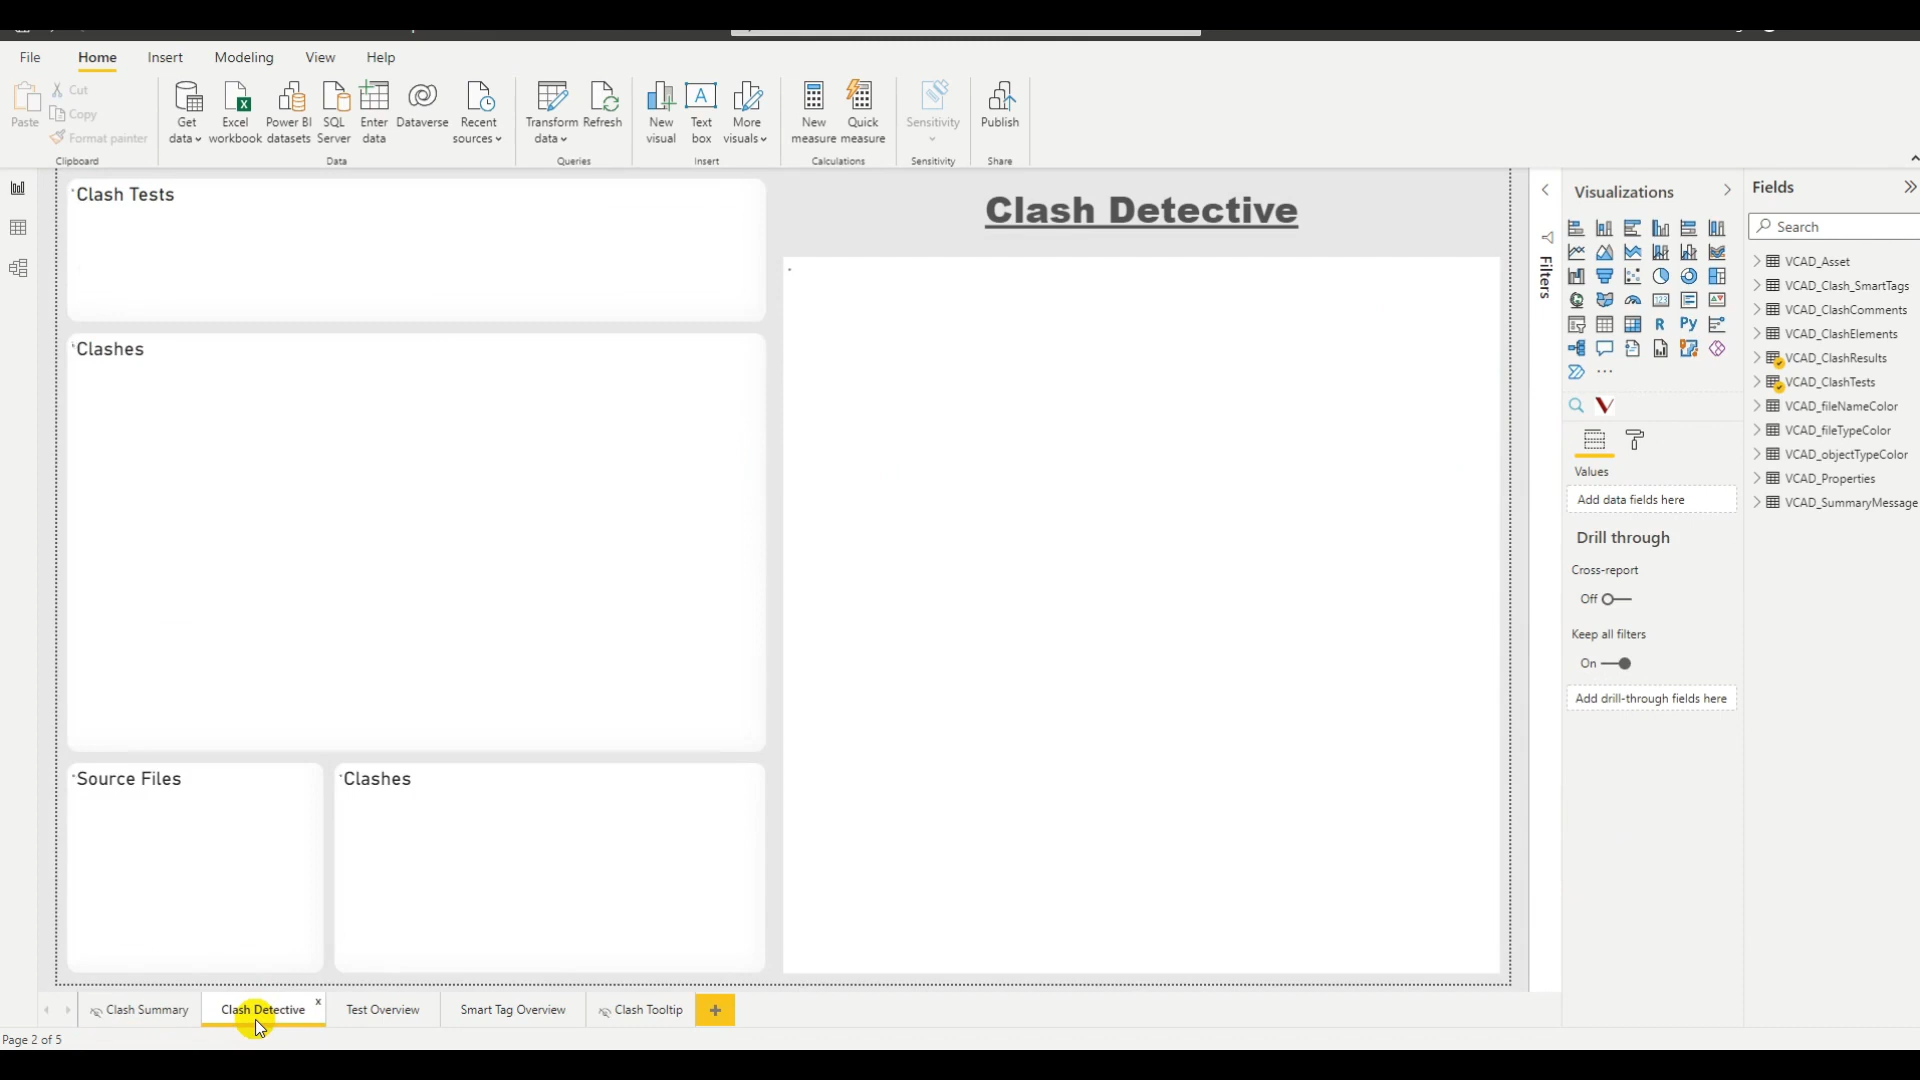 File Home Insert Modeling View Help
Paste
Cut
Copy
Format painter
Clipboard
Get data
Excel workbook
Power BI datasets
SQL Server
Enter data
Dataverse
Recent sources
Data
Transform data
Refresh
Queries
New visual
Text box
More visuals
Insert
New measure
Quick measure
Calculations
Sensitivity
Sensitivity
Publish
Share
Clash Tests
Clash Detective
Clashes
Source Files
Clashes
Filters
Visualizations
R
Py
123
Values
Add data fields here
Drill through
Cross-report
Off
Keep all filters
On
Add drill-through fields here
Fields
Search
VCAD_Asset
VCAD_Clash_SmartTags
VCAD_ClashComments
VCAD_ClashElements
VCAD_ClashResults
VCAD_ClashTests
VCAD_fileNameColor
VCAD_fileTypeColor
VCAD_objectTypeColor
VCAD_Properties
VCAD_SummaryMessage
Clash Summary
Clash Detective
Test Overview
Smart Tag Overview
Clash Tooltip
Page 2 of 5